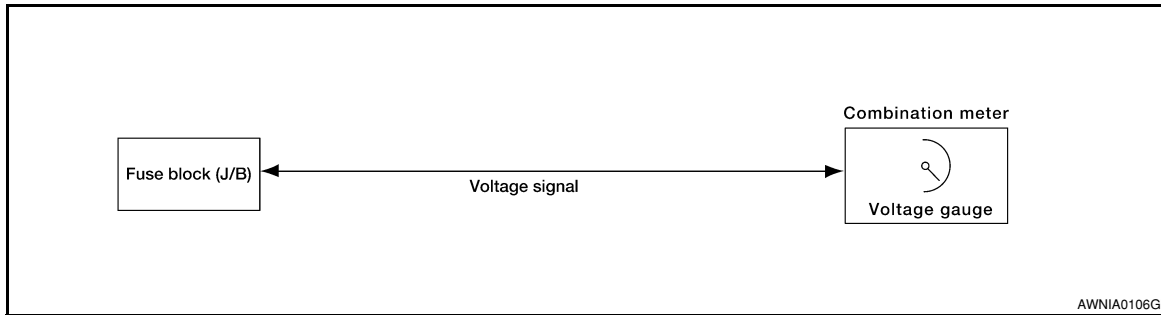 Combination meter
Fuse block (J/B)
Voltage signal
Voltage gauge
AWNIA0106G